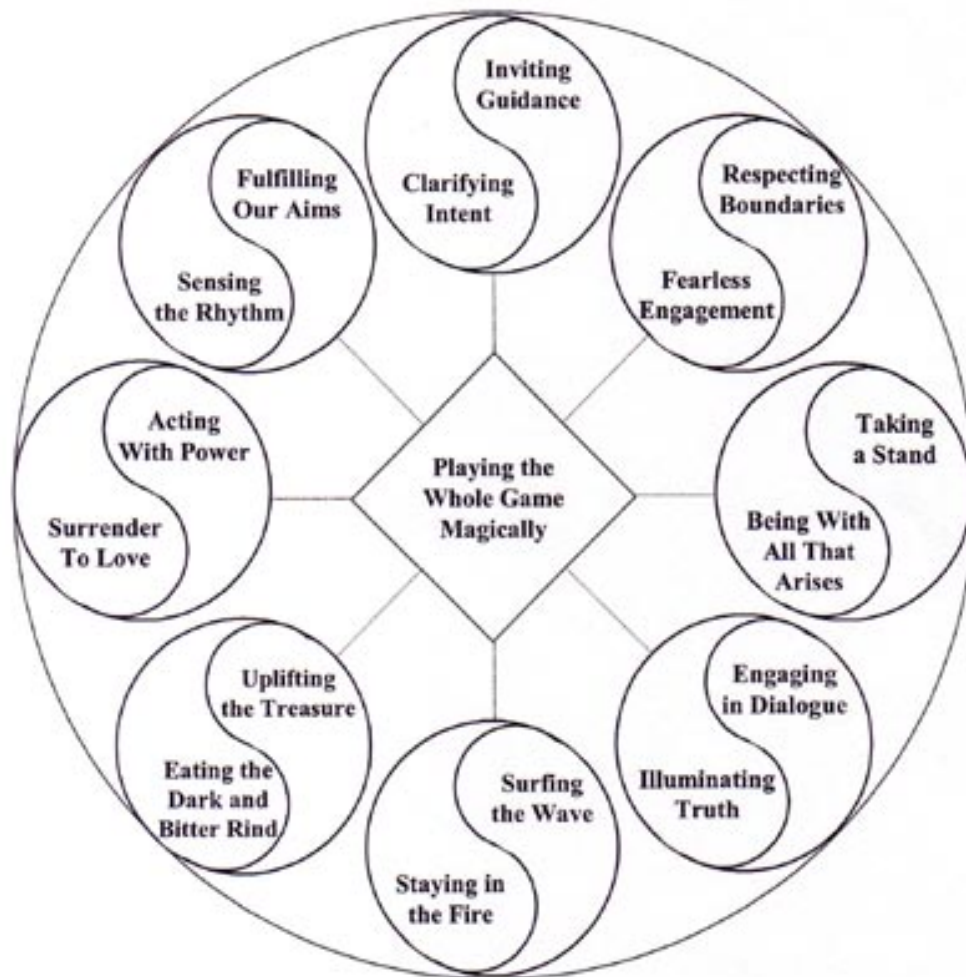 Inviting
Guidance
Clarifying
Intent
Respecting
Boundaries
Fearless
Engagement
Taking
a Stand
Being With
All That
Arises
Engaging
in Dialogue
Illuminating
Truth
Surfing
the Wave
Staying in
the Fire
Uplifting
the Treasure
Eating the
Dark and
Bitter Rind
Acting
With Power
Surrender
To Love
Fulfilling
Our Aims
Sensing
the Rhythm
Playing the
Whole Game
Magically